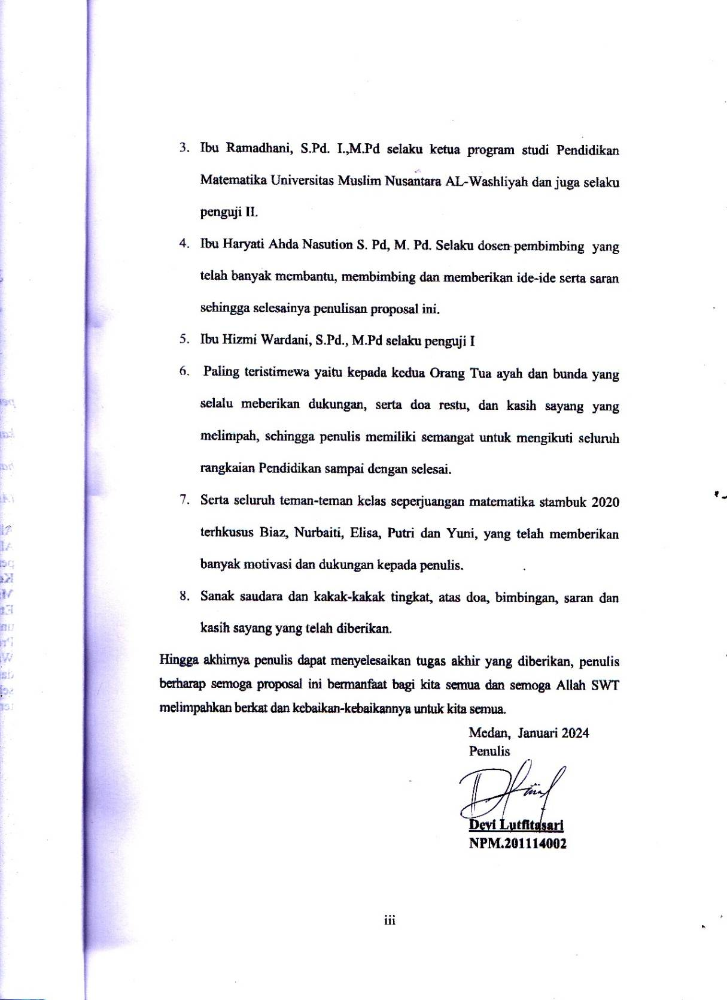 3. Ibu Ramadhani, S.Pd. I.,M.Pd selaku ketua program studi Pendidikan
Matematika Universitas Muslim Nusantara AL-Washliyah dan juga selaku
penguji II.
4. Ibu Haryati Ahda Nasution S. Pd, M. Pd. Selaku dosen pembimbing yang
telah banyak membantu, membimbing dan memberikan ide-ide serta saran
sehingga selesainya penulisan proposal ini.
5. Ibu Hizmi Wardani, S.Pd., M.Pd selaku penguji I
6. Paling teristimewa yaitu kepada kedua Orang Tua ayah dan bunda yang
selalu meberikan dukungan, serta doa restu, dan kasih sayang yang
melimpah, sehingga penulis memiliki semangat untuk mengikuti seluruh
rangkaian Pendidikan sampai dengan selesai.
7. Serta seluruh teman-teman kelas seperjuangan matematika stambuk 2020
terhkusus Biaz, Nurbaiti, Elisa, Putri dan Yuni, yang telah memberikan
banyak motivasi dan dukungan kepada penulis.
8. Sanak saudara dan kakak-kakak tingkat, atas doa, bimbingan, saran dan
kasih sayang yang telah diberikan.
Hingga akhirnya penulis dapat menyelesaikan tugas akhir yang diberikan, penulis
berharap semoga proposal ini bermanfaat bagi kita semua dan semoga Allah SWT
melimpahkan berkat dan kebaikan-kebaikannya untuk kita semua.
Medan, Januari 2024
Penulis
Devi Lutfitasari
NPM.201114002
iii